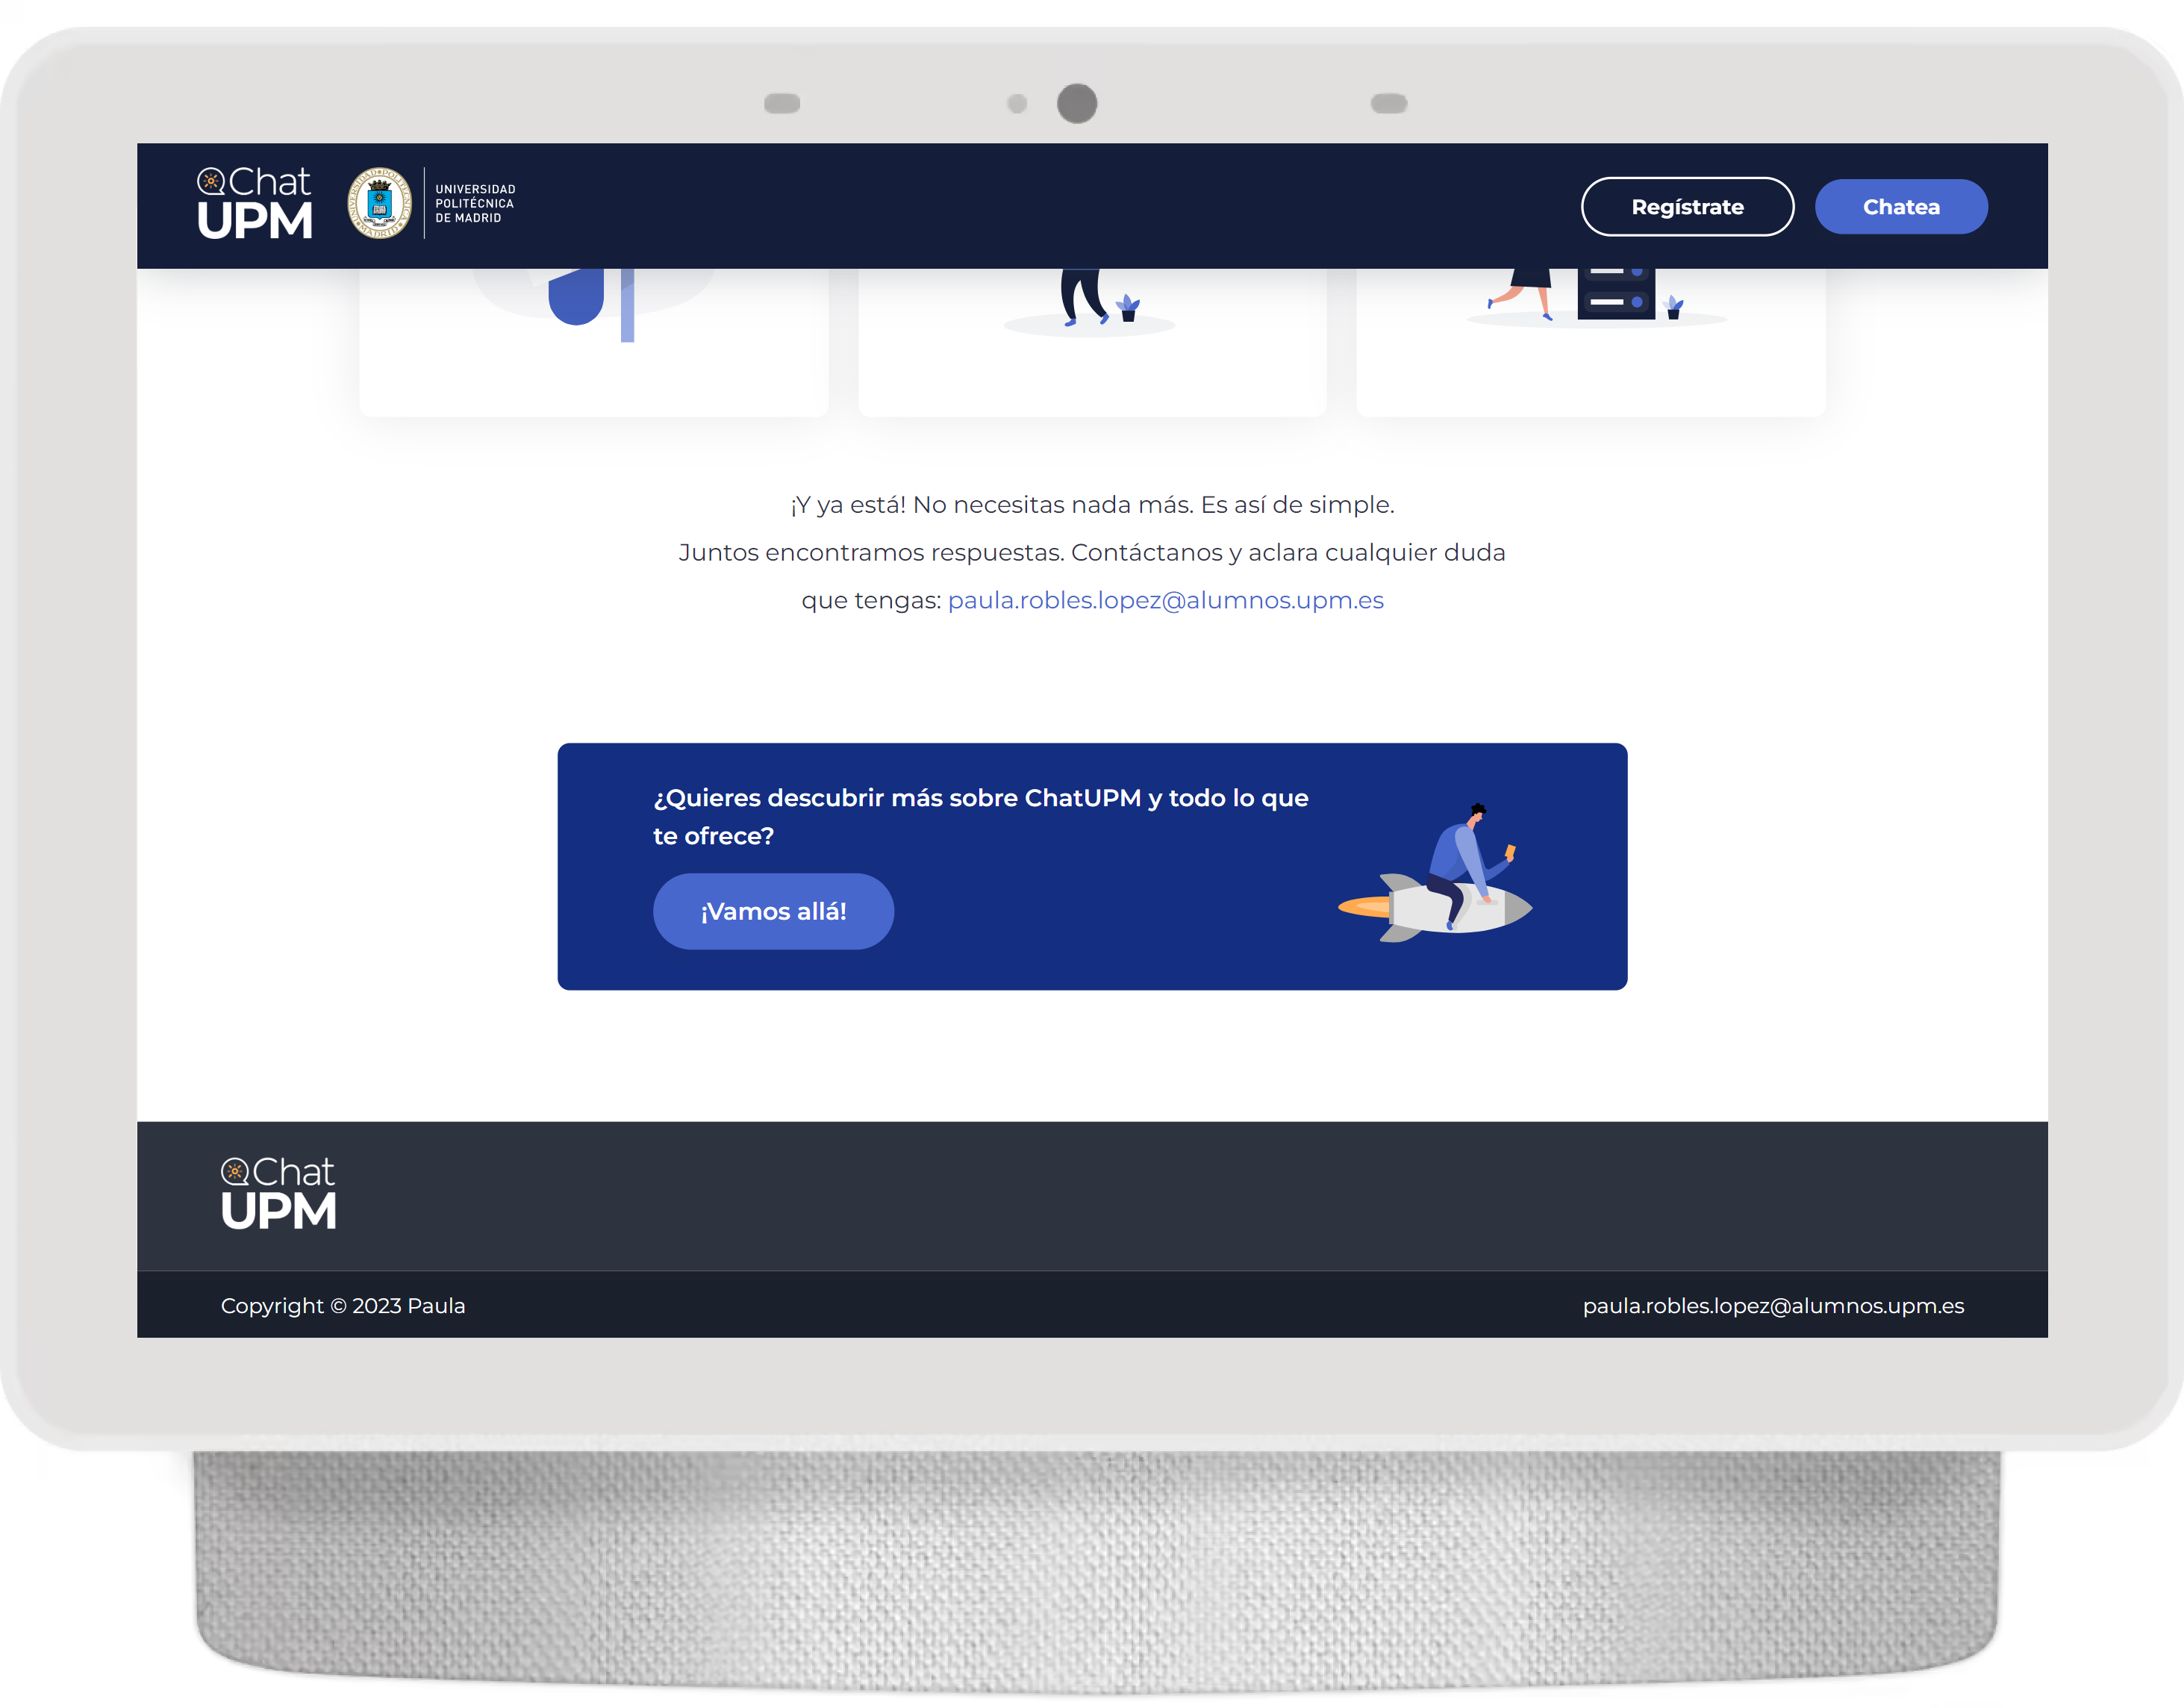 Chat
UPM
UNIVERSIDAD
POLITÉCNICA
DE MADRID
Regístrate
Chatea
¡Y ya está! No necesitas nada más. Es así de simple.
Juntos encontramos respuestas. Contáctanos y aclara cualquier duda
que tengas: paula.robles.lopez@alumnos.upm.es
¿Quieres descubrir más sobre ChatUPM y todo lo que
te ofrece?
¡Vamos allá!
Chat
UPM
Copyright © 2023 Paula
paula.robles.lopez@alumnos.upm.es